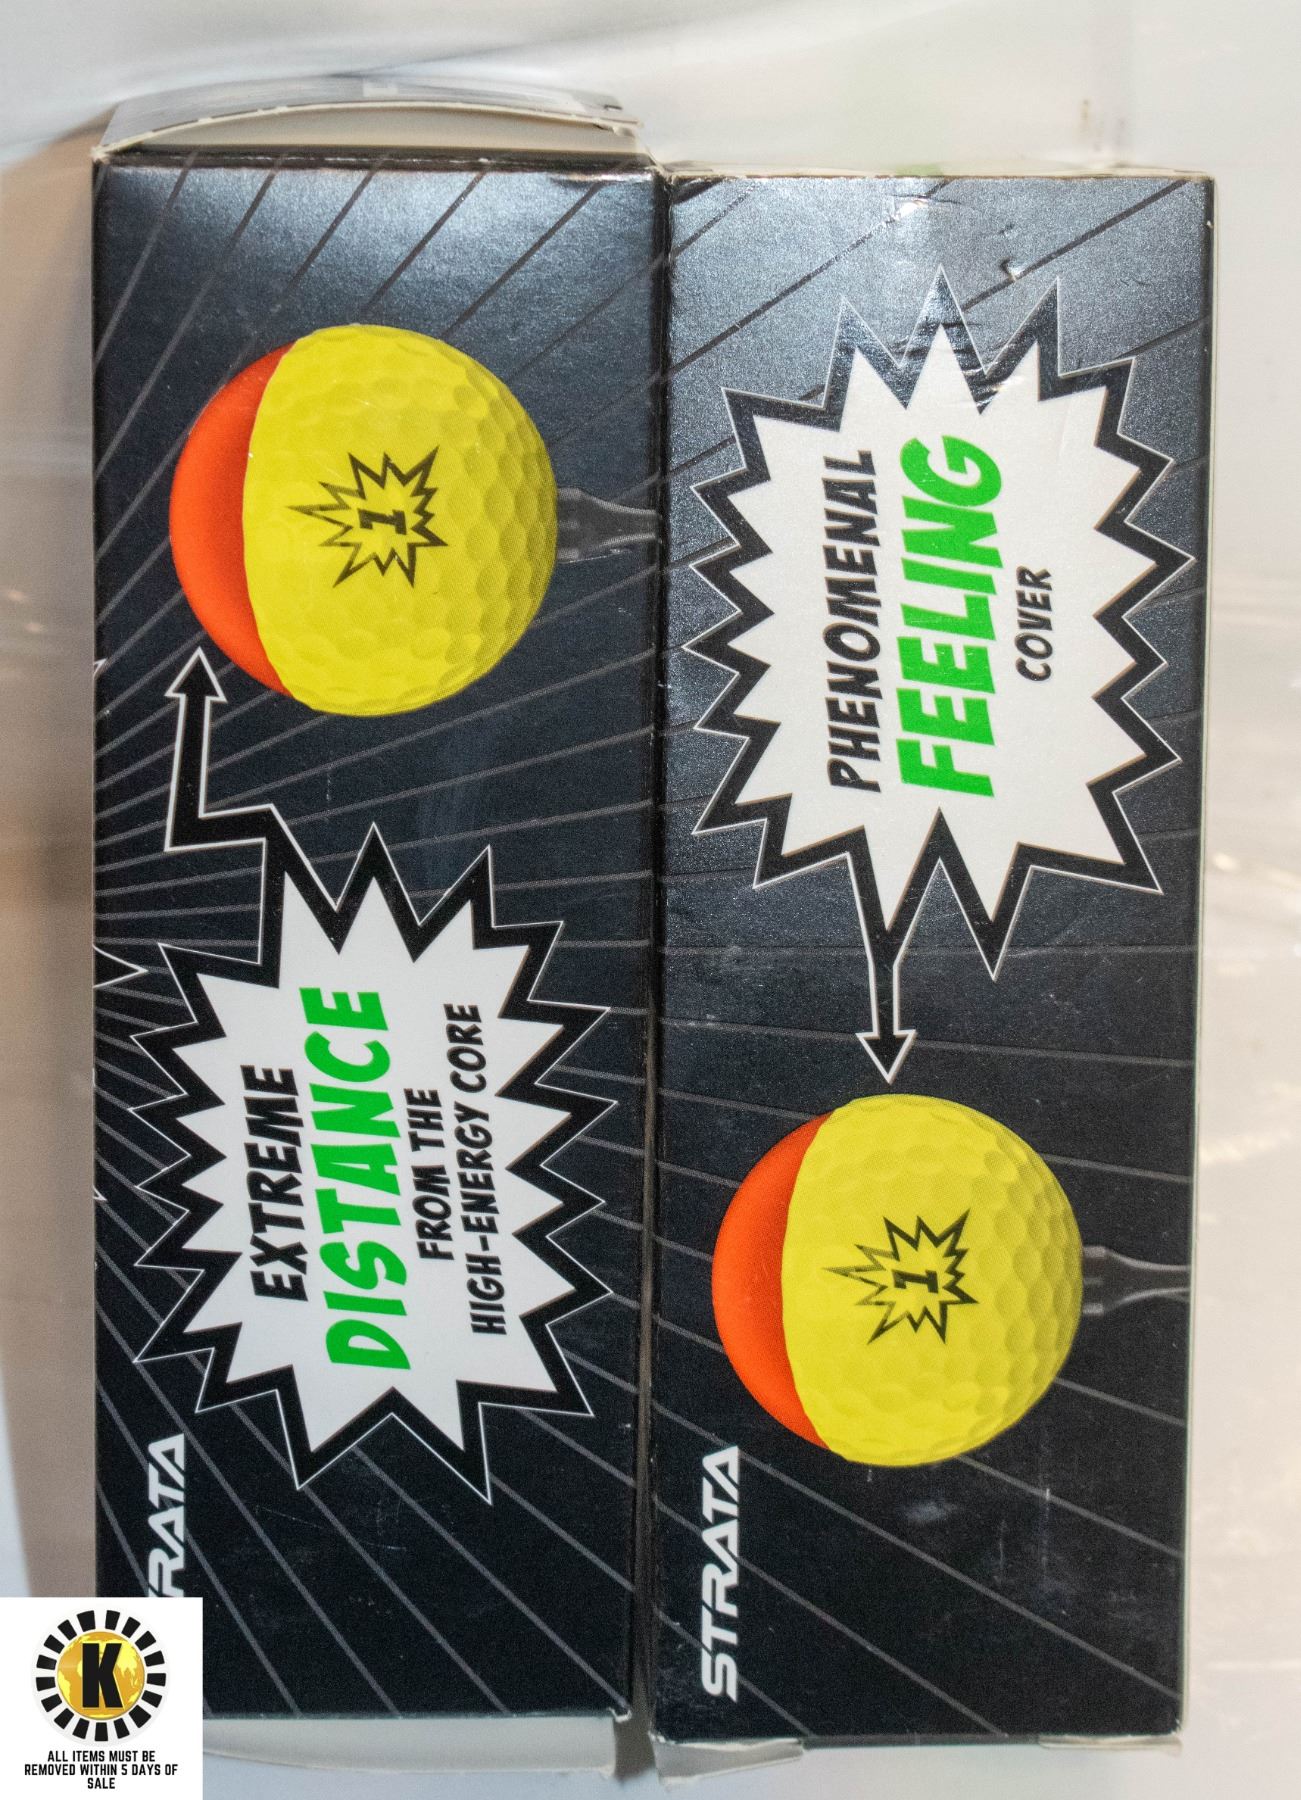 1
EXTREME
DISTANCE
FROM THE
HIGH-ENERGY CORE
RATA
PHENOMENAL
FEELING
COVER
1
STRATA
K
ALL ITEMS MUST BE
REMOVED WITHIN 5 DAYS OF
SALE